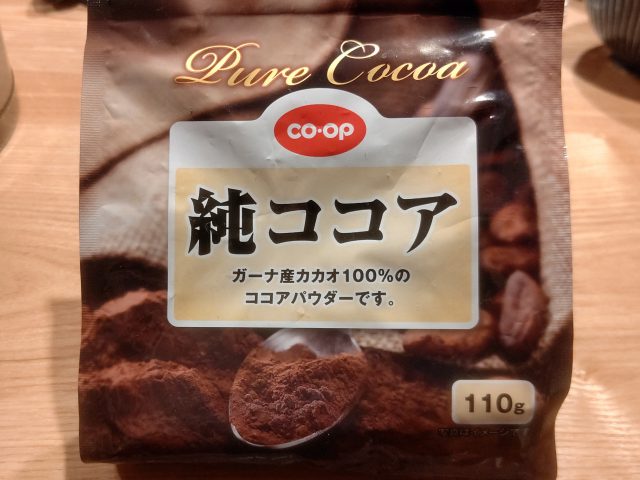 Pure Cocoa
CO·OP
純ココア
ガーナ産カカオ100%の
ココアパウダーです。
110g